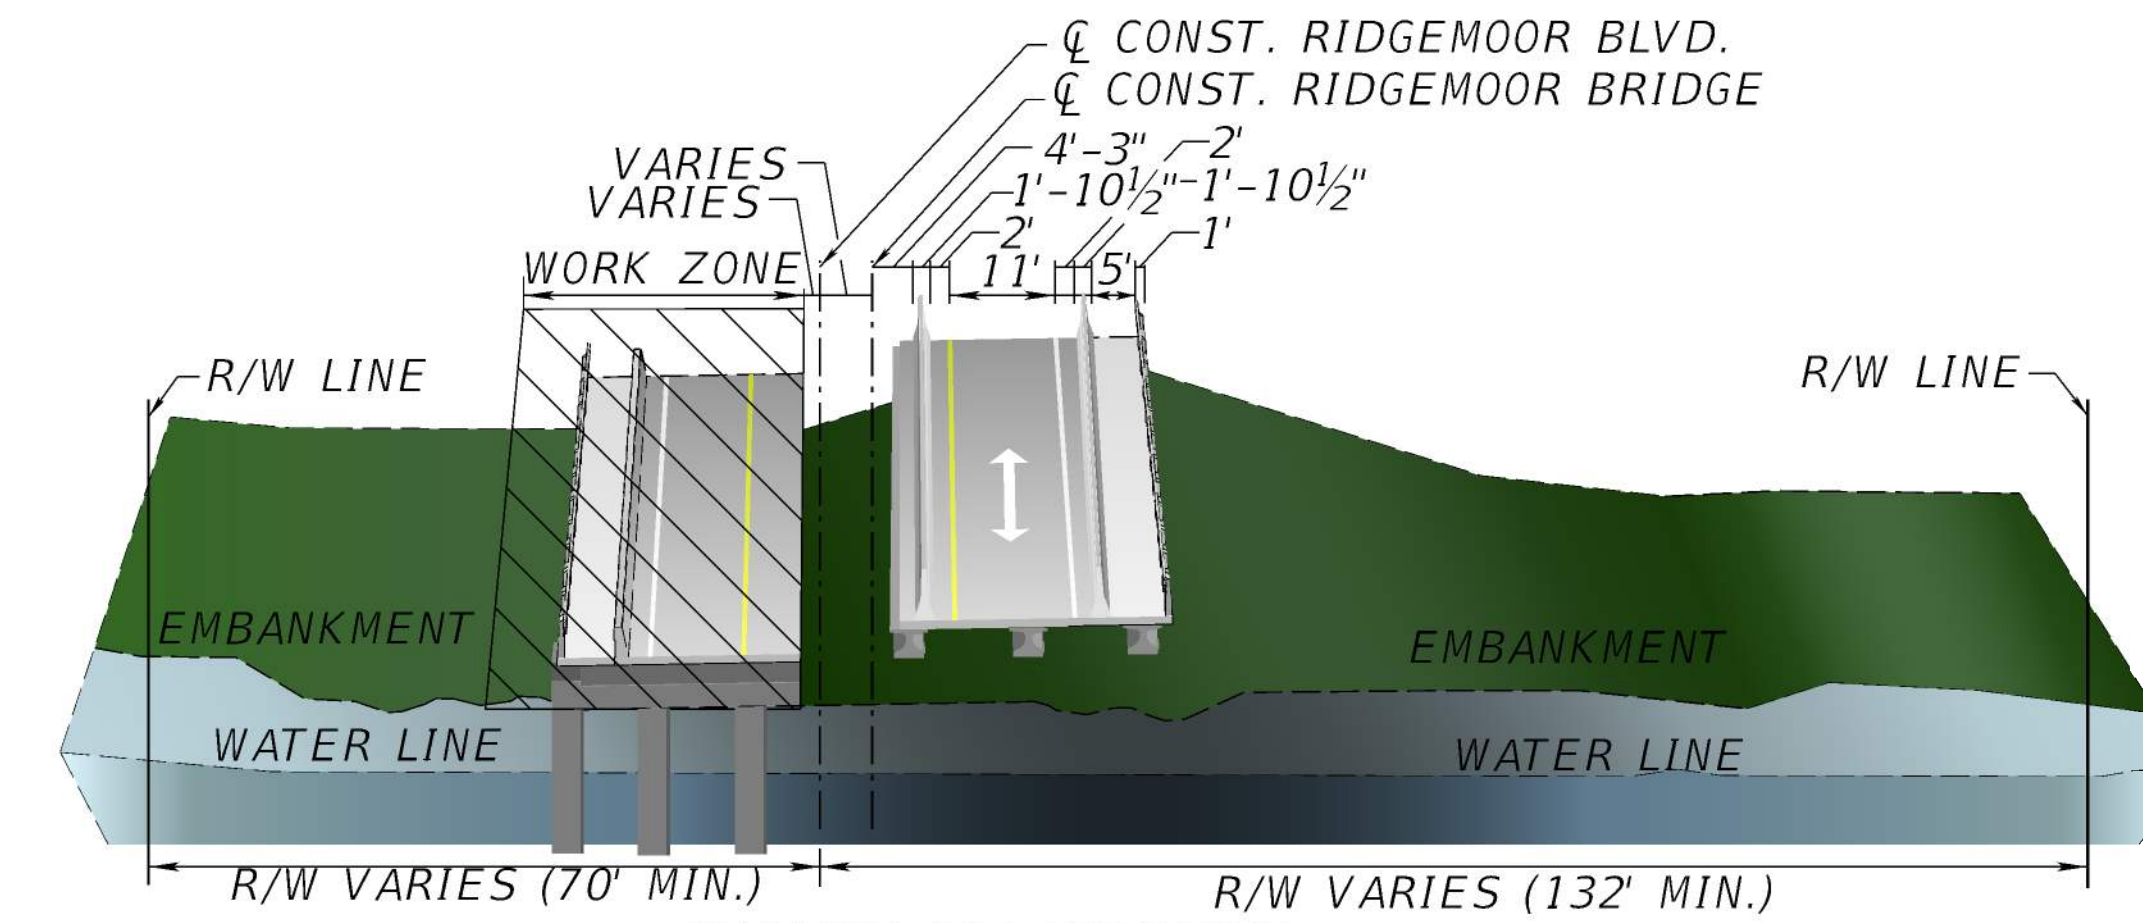 ℄ CONST. RIDGEMOOR BLVD.
℄ CONST. RIDGEMOOR BRIDGE
VARIES
4'-3"
2'
VARIES
1'-10½"
1'-10½"
2'
1'
WORK ZONE
11'
5'
R/W LINE
R/W LINE
EMBANKMENT
EMBANKMENT
WATER LINE
WATER LINE
R/W VARIES (70' MIN.)
R/W VARIES (132' MIN.)